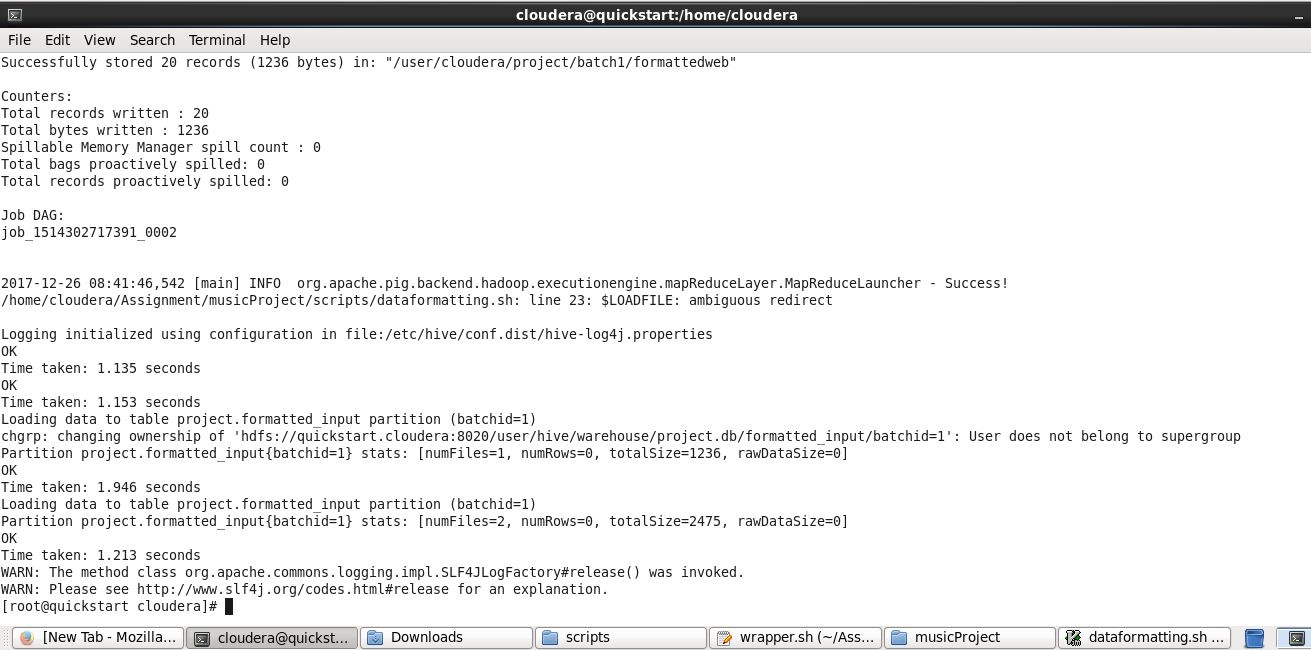 cloudera@quickstart:/home/cloudera
File Edit View Search Terminal Help
Successfully stored 20 records (1236 bytes) in: "/user/cloudera/project/batch1/formattedweb"
Counters:
Total records written : 20
Total bytes written : 1236
Spillable Memory Manager spill count : 0
Total bags proactively spilled: 0
Total records proactively spilled: 0
Job DAG:
job_1514302717391_0002
2017-12-26 08:41:46,542 [main] INFO  org.apache.pig.backend.hadoop.executionengine.mapReduceLayer.MapReduceLauncher - Success!
/home/cloudera/Assignment/musicProject/scripts/dataformatting.sh: line 23: $LOADFILE: ambiguous redirect
Logging initialized using configuration in file:/etc/hive/conf.dist/hive-log4j.properties
OK
Time taken: 1.135 seconds
OK
Time taken: 1.153 seconds
Loading data to table project.formatted_input partition (batchid=1)
chgrp: changing ownership of 'hdfs://quickstart.cloudera:8020/user/hive/warehouse/project.db/formatted_input/batchid=1': User does not belong to supergroup
Partition project.formatted_input{batchid=1} stats: [numFiles=1, numRows=0, totalSize=1236, rawDataSize=0]
OK
Time taken: 1.946 seconds
Loading data to table project.formatted_input partition (batchid=1)
Partition project.formatted_input{batchid=1} stats: [numFiles=2, numRows=0, totalSize=2475, rawDataSize=0]
OK
Time taken: 1.213 seconds
WARN: The method class org.apache.commons.logging.impl.SLF4JLogFactory#release() was invoked.
WARN: Please see http://www.slf4j.org/codes.html#release for an explanation.
[root@quickstart cloudera]#
[New Tab - Mozilla... cloudera@quickst... Downloads scripts wrapper.sh (~/Ass... musicProject dataformatting.sh ...